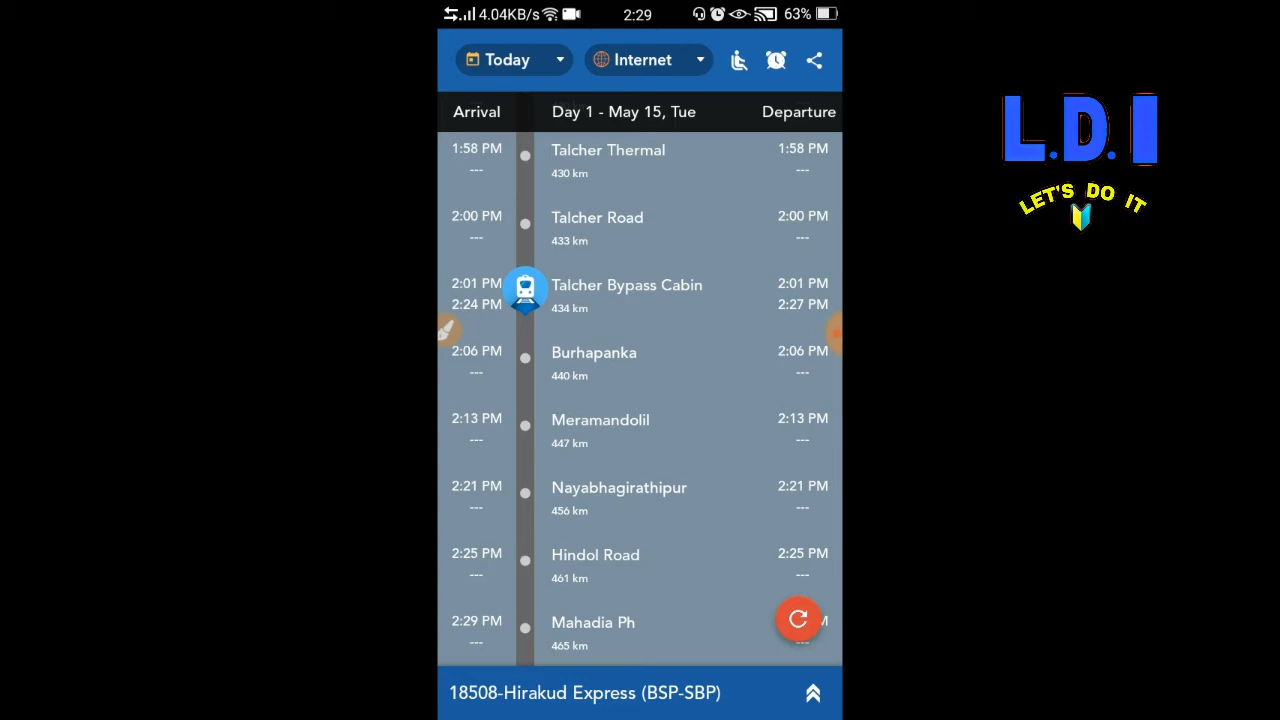 4.04KB/s 2:29 63%
Today Internet
Arrival Day 1 - May 15, Tue Departure
1:58 PM Talcher Thermal 1:58 PM
--- 430 km ---
2:00 PM Talcher Road 2:00 PM
--- 433 km ---
2:01 PM Talcher Bypass Cabin 2:01 PM
2:24 PM 434 km 2:27 PM
2:06 PM Burhapanka 2:06 PM
--- 440 km ---
2:13 PM Meramandolil 2:13 PM
--- 447 km ---
2:21 PM Nayabhagirathipur 2:21 PM
--- 456 km ---
2:25 PM Hindol Road 2:25 PM
--- 461 km ---
2:29 PM Mahadia Ph
--- 465 km ---
18508-Hirakud Express (BSP-SBP)
L.D.I
LET'S DO IT